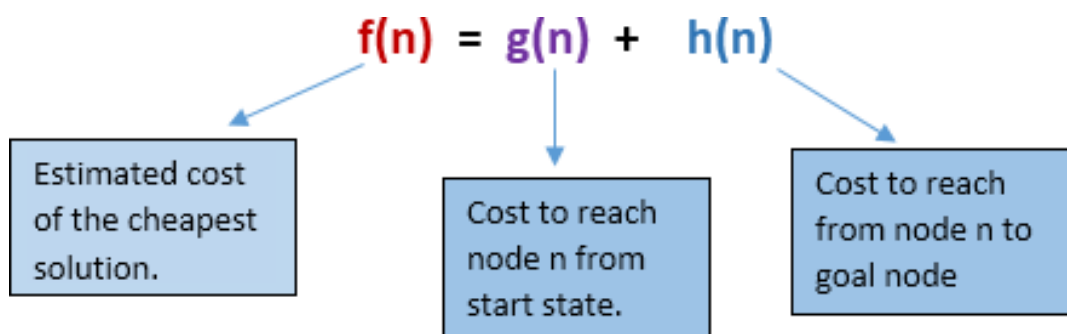 f(n) = g(n) + h(n)
Estimated cost
of the cheapest
solution.
Cost to reach
node n from
start state.
Cost to reach
from node n to
goal node